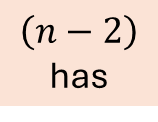 (n − 2)
has